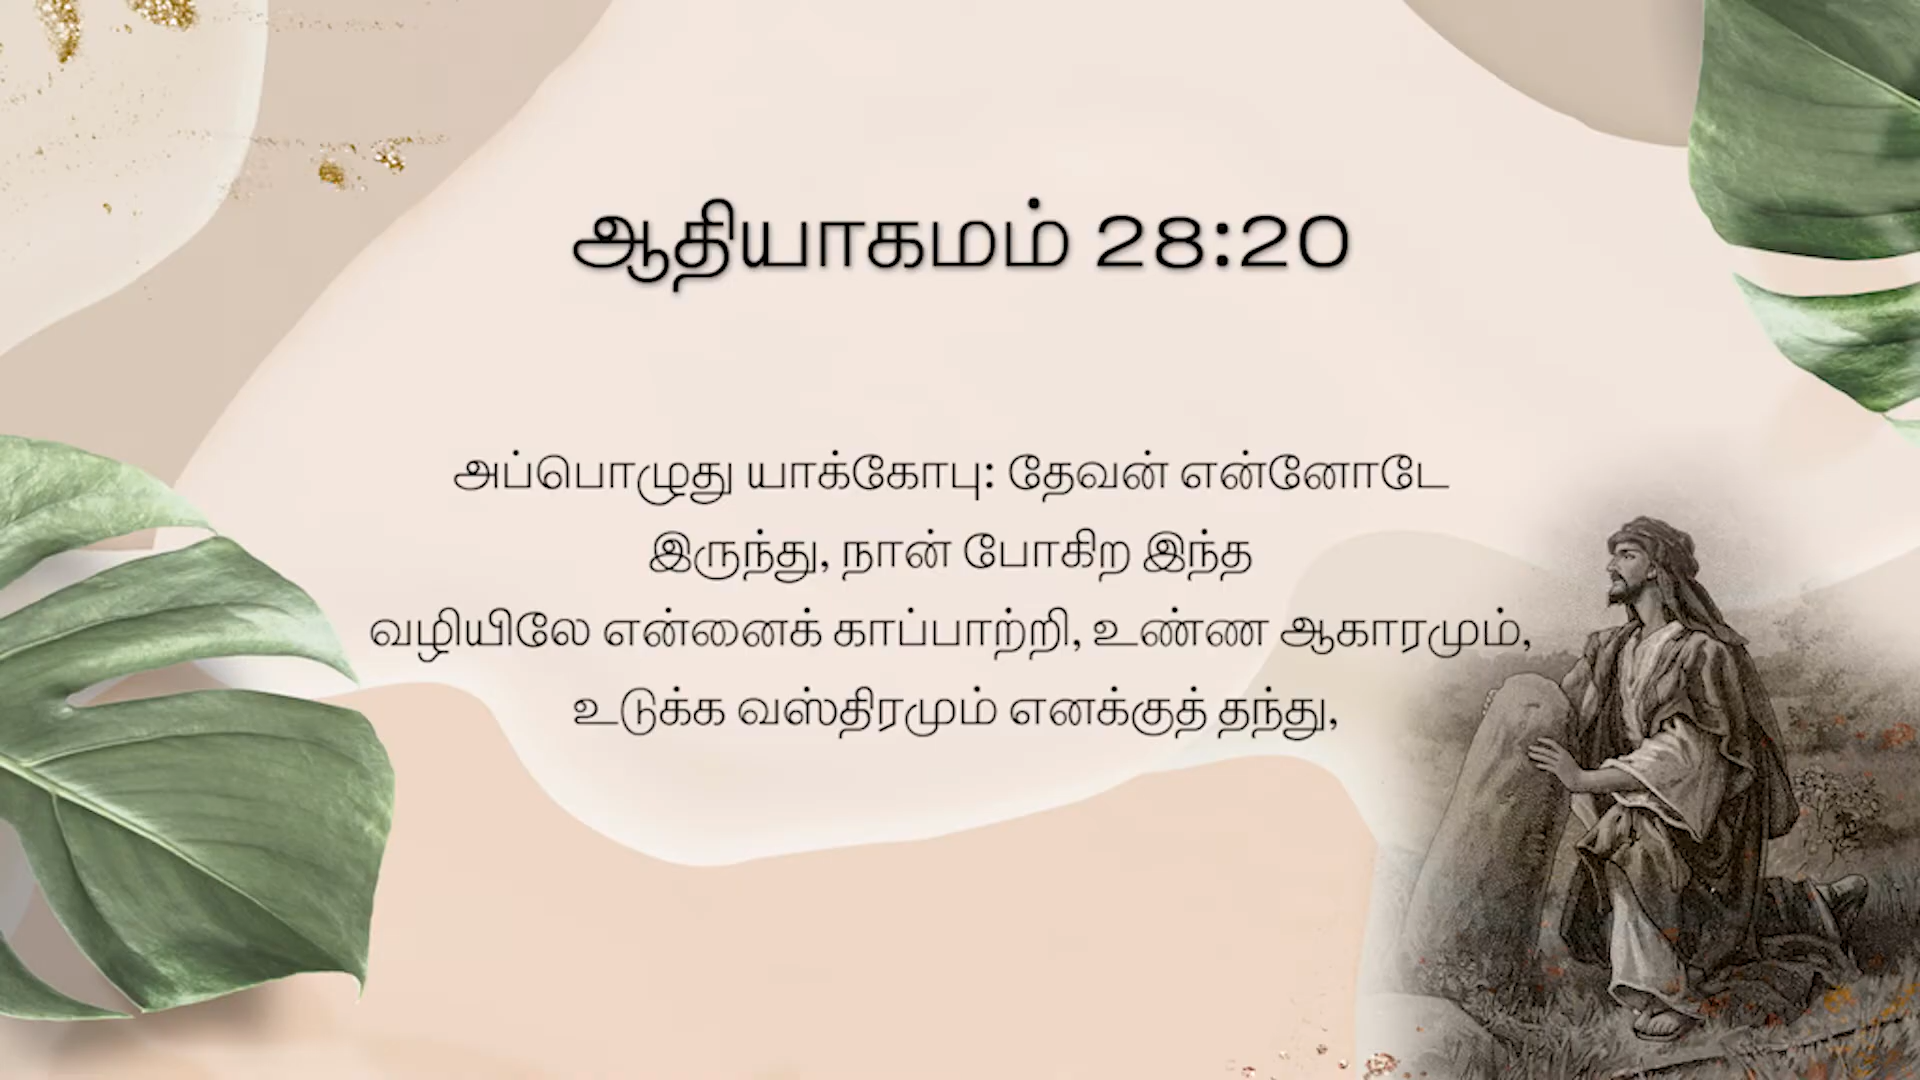 ஆதியாகமம் 28:20
அப்பொழுது யாக்கோபு: தேவன் என்னோடே
இருந்து, நான் போகிற இந்த
வழியிலே என்னைக் காப்பாற்றி, உண்ண ஆகாரமும்,
உடுக்க வஸ்திரமும் எனக்குத் தந்து,